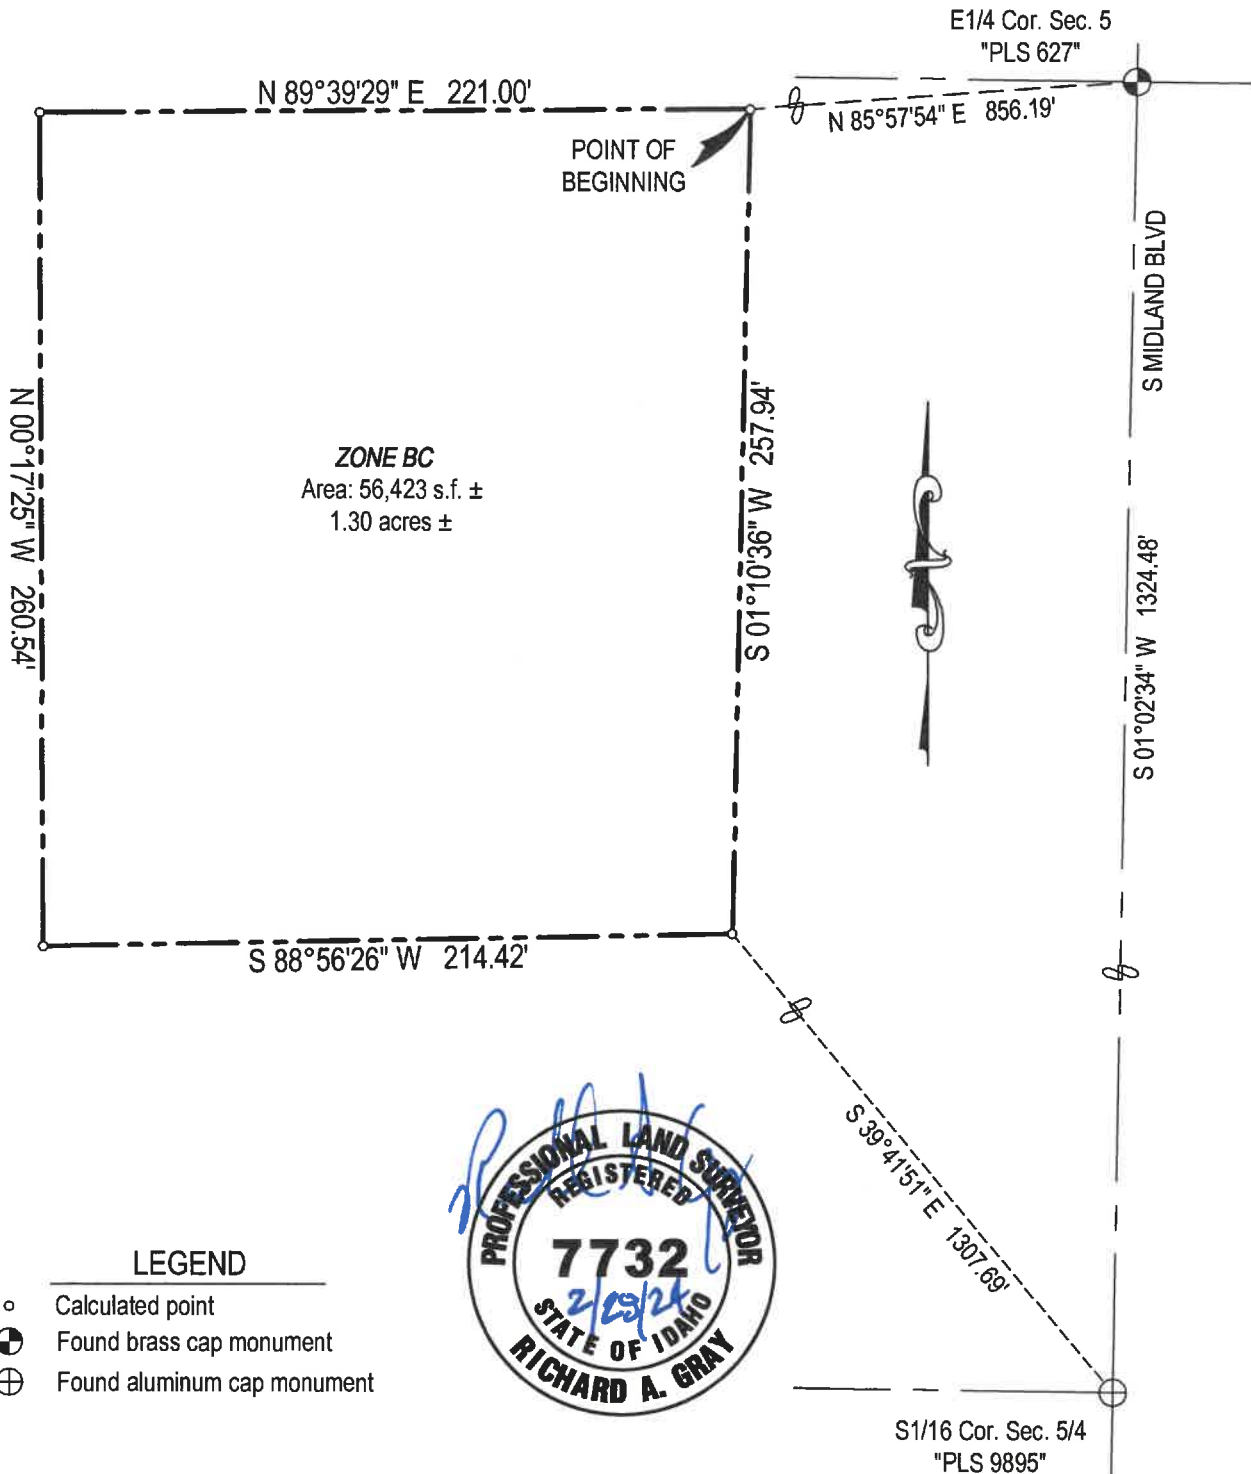 E1/4 Cor. Sec. 5
"PLS 627"
N 89°39'29" E 221.00'
N 85°57'54" E 856.19'
POINT OF
BEGINNING
S MIDLAND BLVD
N 00°17'25" W 260.54'
ZONE BC
Area: 56,423 s.f. ±
1.30 acres ±
S 01°10'36" W 257.94'
S 01°02'34" W 1324.48'
S 88°56'26" W 214.42'
S 39°41'51" E 1307.69'
PROFESSIONAL LAND SURVEYOR
REGISTERED
7732
STATE OF IDAHO
RICHARD A. GRAY
LEGEND
Calculated point
Found brass cap monument
Found aluminum cap monument
S1/16 Cor. Sec. 5/4
"PLS 9895"